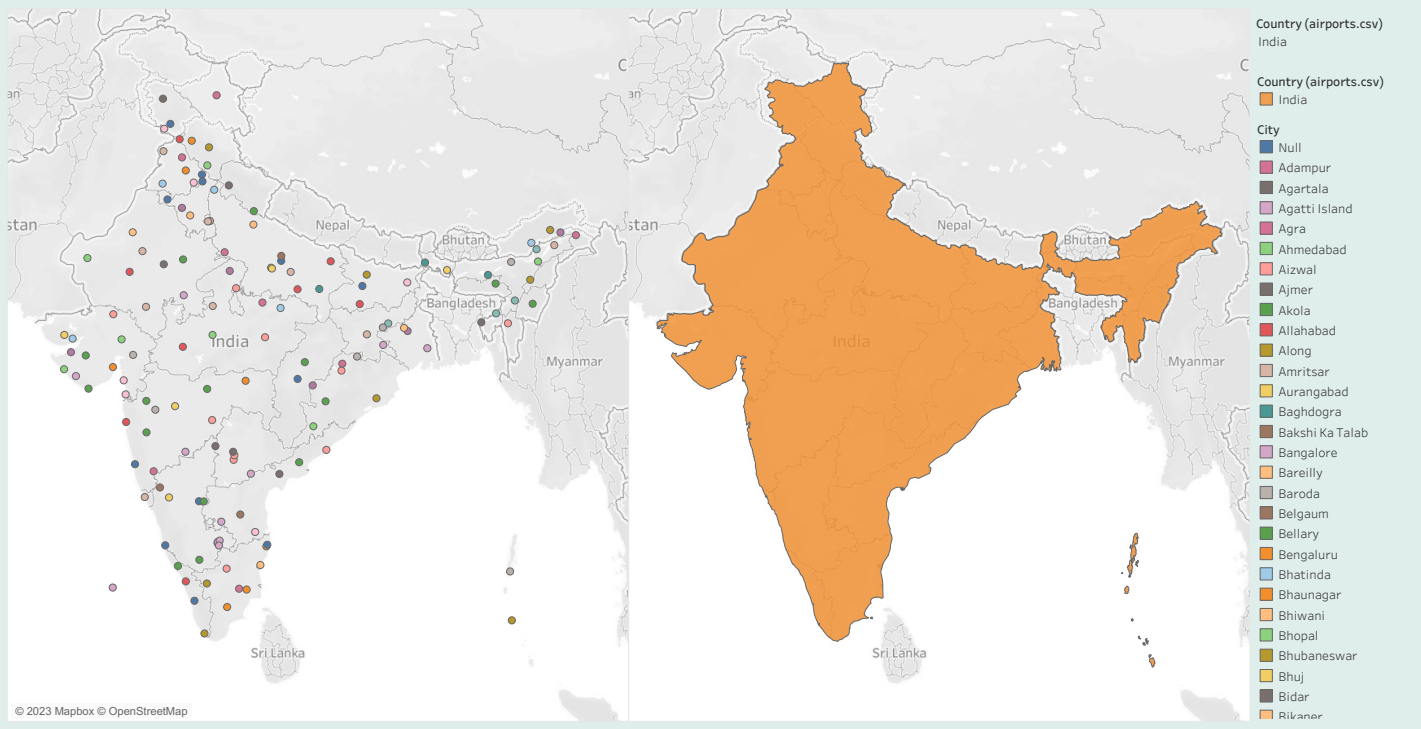 an
stan
Nepal
Bhutan
Bangladesh
India
Myanmar
Sri Lanka
© 2023 Mapbox © OpenStreetMap
C
an
stan
Nepal
Bhutan
Bangladesh
India
Myanmar
Sri Lanka
C
Country (airports.csv)
India
Country (airports.csv)
India
City
Null
Adampur
Agartala
Agatti Island
Agra
Ahmedabad
Aizwal
Ajmer
Akola
Allahabad
Along
Amritsar
Aurangabad
Baghdogra
Bakshi Ka Talab
Bangalore
Bareilly
Baroda
Belgaum
Bellary
Bengaluru
Bhatinda
Bhaunagar
Bhiwani
Bhopal
Bhubaneswar
Bhuj
Bidar
Bikaner